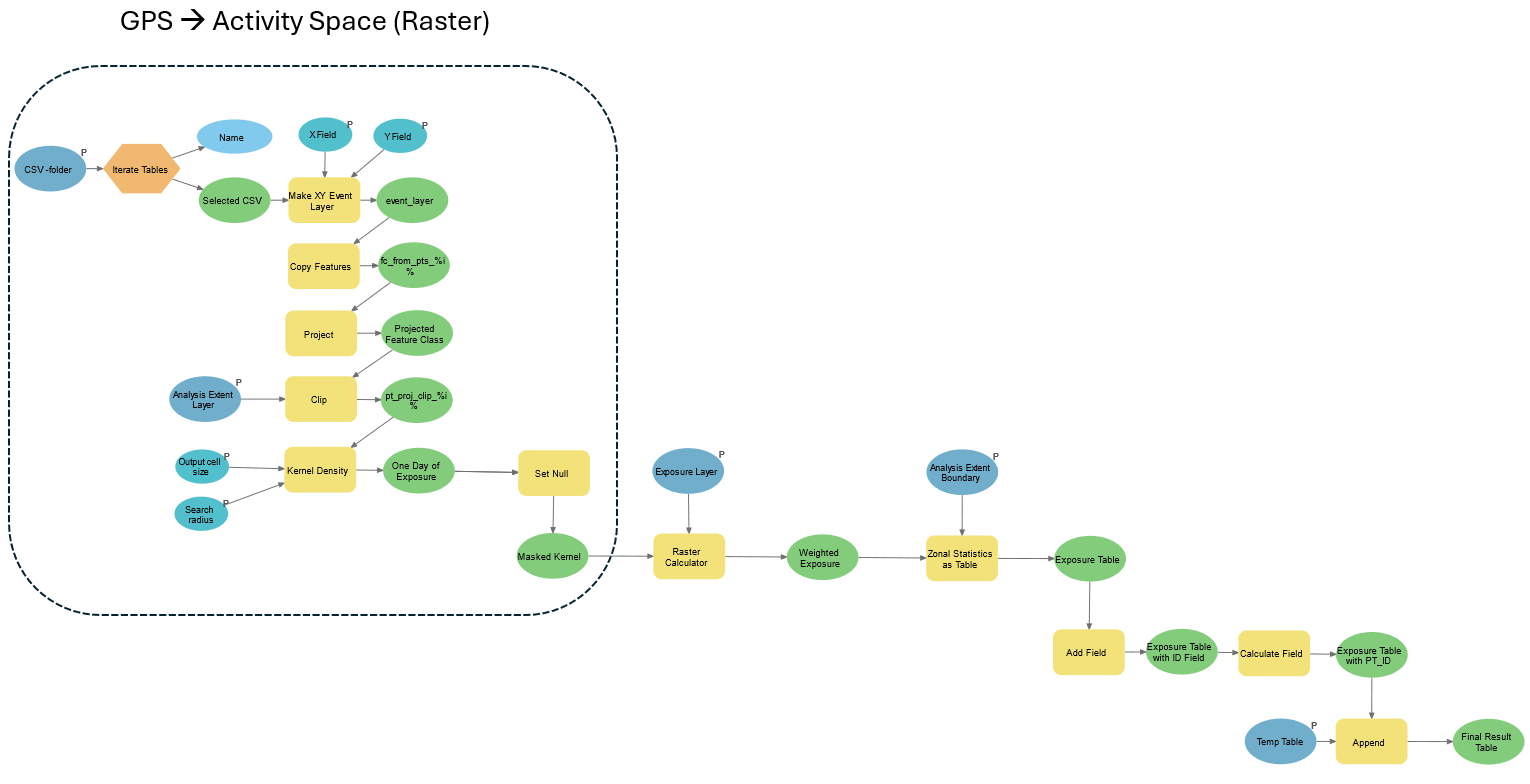 GPS → Activity Space (Raster)
P
CSV -folder
Iterate Tables
Name
Selected CSV
P
X Field
P
Y Field
Make XY Event
Layer
event_layer
Copy Features
fc_from_pts_%i
%
Project
Projected
Feature Class
P
Analysis Extent
Layer
Clip
pt_proj_clip_%i
%
P
Output cell
size
P
Search
radius
Kernel Density
One Day of
Exposure
Set Null
Masked Kernel
P
Exposure Layer
Raster
Calculator
Weighted
Exposure
P
Analysis Extent
Boundary
Zonal Statistics
as Table
Exposure Table
Add Field
Exposure Table
with ID Field
Calculate Field
Exposure Table
with PT_ID
P
Temp Table
Append
Final Result
Table